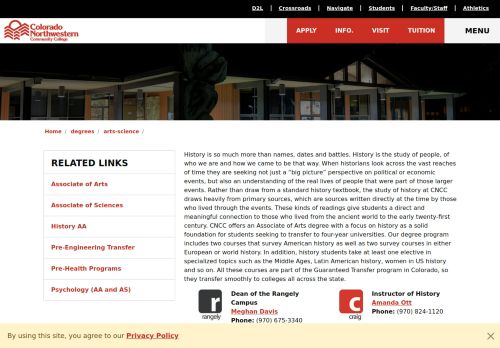 D2L | Crossroads | Navigate | Students | Faculty/Staff | Athletics
Colorado
Northwestern
Community College
APPLY INFO. VISIT TUITION MENU
Home / degrees / arts-science /
RELATED LINKS
Associate of Arts
Associate of Sciences
History AA
Pre-Engineering Transfer
Pre-Health Programs
Psychology (AA and AS)
History is so much more than names, dates and battles. History is the study of people, of
who we are and how we came to be that way. When historians look across the vast reaches
of time they are seeking not just a "big picture" perspective on political or economic
events, but also an understanding of the real lives of people that were part of those larger
events. Rather than draw from a standard history textbook, the study of history at CNCC
draws heavily from primary sources, which are sources written directly at the time by those
who lived through the events. These kinds of readings give students a direct and
meaningful connection to those who lived from the ancient world to the early twenty-first
century. CNCC offers an Associate of Arts degree with a focus on history as a solid
foundation for students seeking to transfer to four-year universities. Our degree program
includes two courses that survey American history as well as two survey courses in either
European or world history. In addition, history students take at least one elective in
specialized topics such as the Middle Ages, Latin American history, women in US history
and so on. All these courses are part of the Guaranteed Transfer program in Colorado, so
they transfer smoothly to colleges all across the state.
r
rangely
Dean of the Rangely
Campus
Meghan Davis
Phone: (970) 675-3340
c
craig
Instructor of History
Amanda Ott
Phone: (970) 824-1120
By using this site, you agree to our Privacy Policy